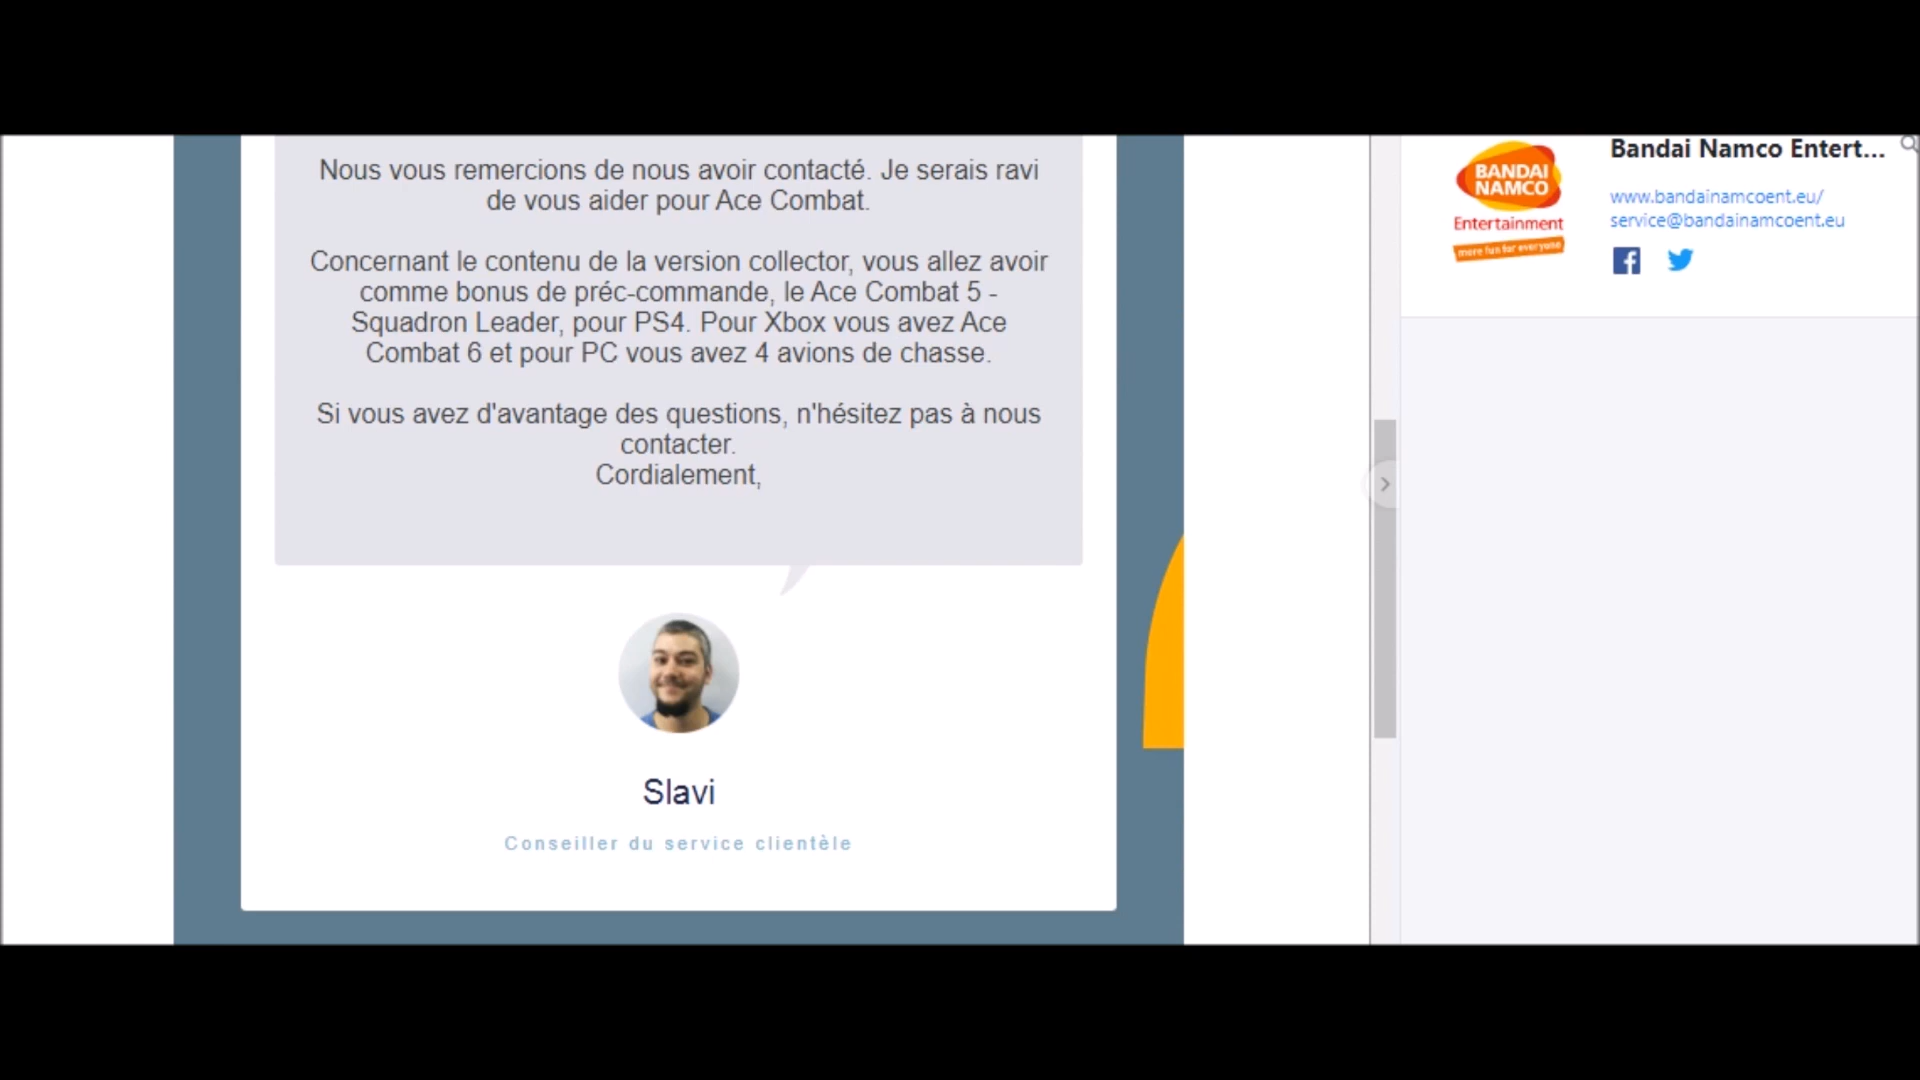 Nous vous remercions de nous avoir contacté. Je serais ravi
de vous aider pour Ace Combat.
Concernant le contenu de la version collector, vous allez avoir
comme bonus de préc-commande, le Ace Combat 5 -
Squadron Leader, pour PS4. Pour Xbox vous avez Ace
Combat 6 et pour PC vous avez 4 avions de chasse.
Si vous avez d'avantage des questions, n'hésitez pas à nous
contacter.
Cordialement,
Slavi
Conseiller du service clientèle
BANDAI
NAMCO
Entertainment
more fun for everyone
Bandai Namco Entert...
www.bandainamcoent.eu/
service@bandainamcoent.eu